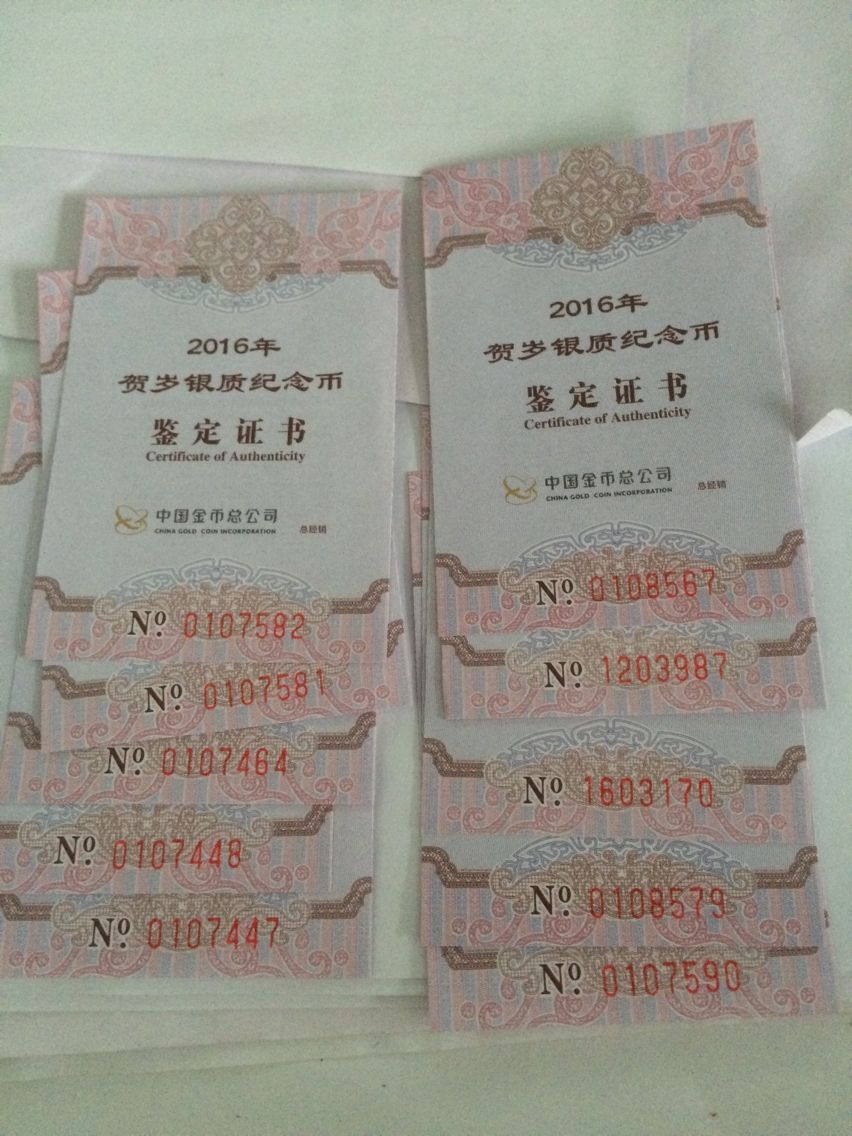 2016年
贺岁银质纪念币
鉴定证书
Certificate of Authenticity
中国金币总公司
CHINA GOLD COIN INCORPORATION
总经销
№ 0107582
№ 0107581
№ 0107464
№ 0107448
№ 0107447
2016年
贺岁银质纪念币
鉴定证书
Certificate of Authenticity
中国金币总公司
CHINA GOLD COIN INCORPORATION
总经销
№ 0108567
№ 1203987
№ 1603170
№ 0108579
№ 0107590